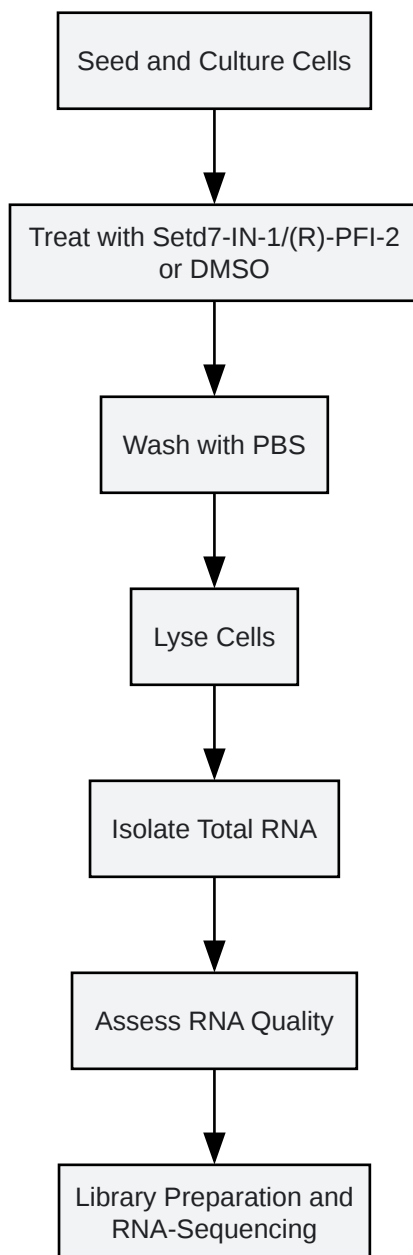 Seed and Culture Cells
Treat with Setd7-IN-1/(R)-PFI-2
or DMSO
Wash with PBS
Lyse Cells
Isolate Total RNA
Assess RNA Quality
Library Preparation and
RNA-Sequencing